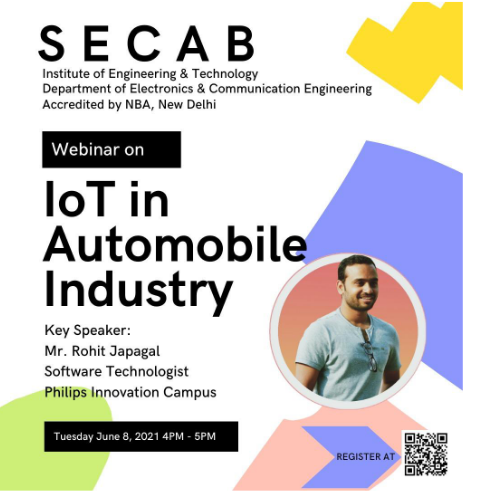 SECAB
Institute of Engineering & Technology
Department of Electronics & Communication Engineering
Accredited by NBA, New Delhi
Webinar on
IoT in
Automobile
Industry
Key Speaker:
Mr. Rohit Japagal
Software Technologist
Philips Innovation Campus
Tuesday June 8, 2021 4PM - 5PM
REGISTER AT